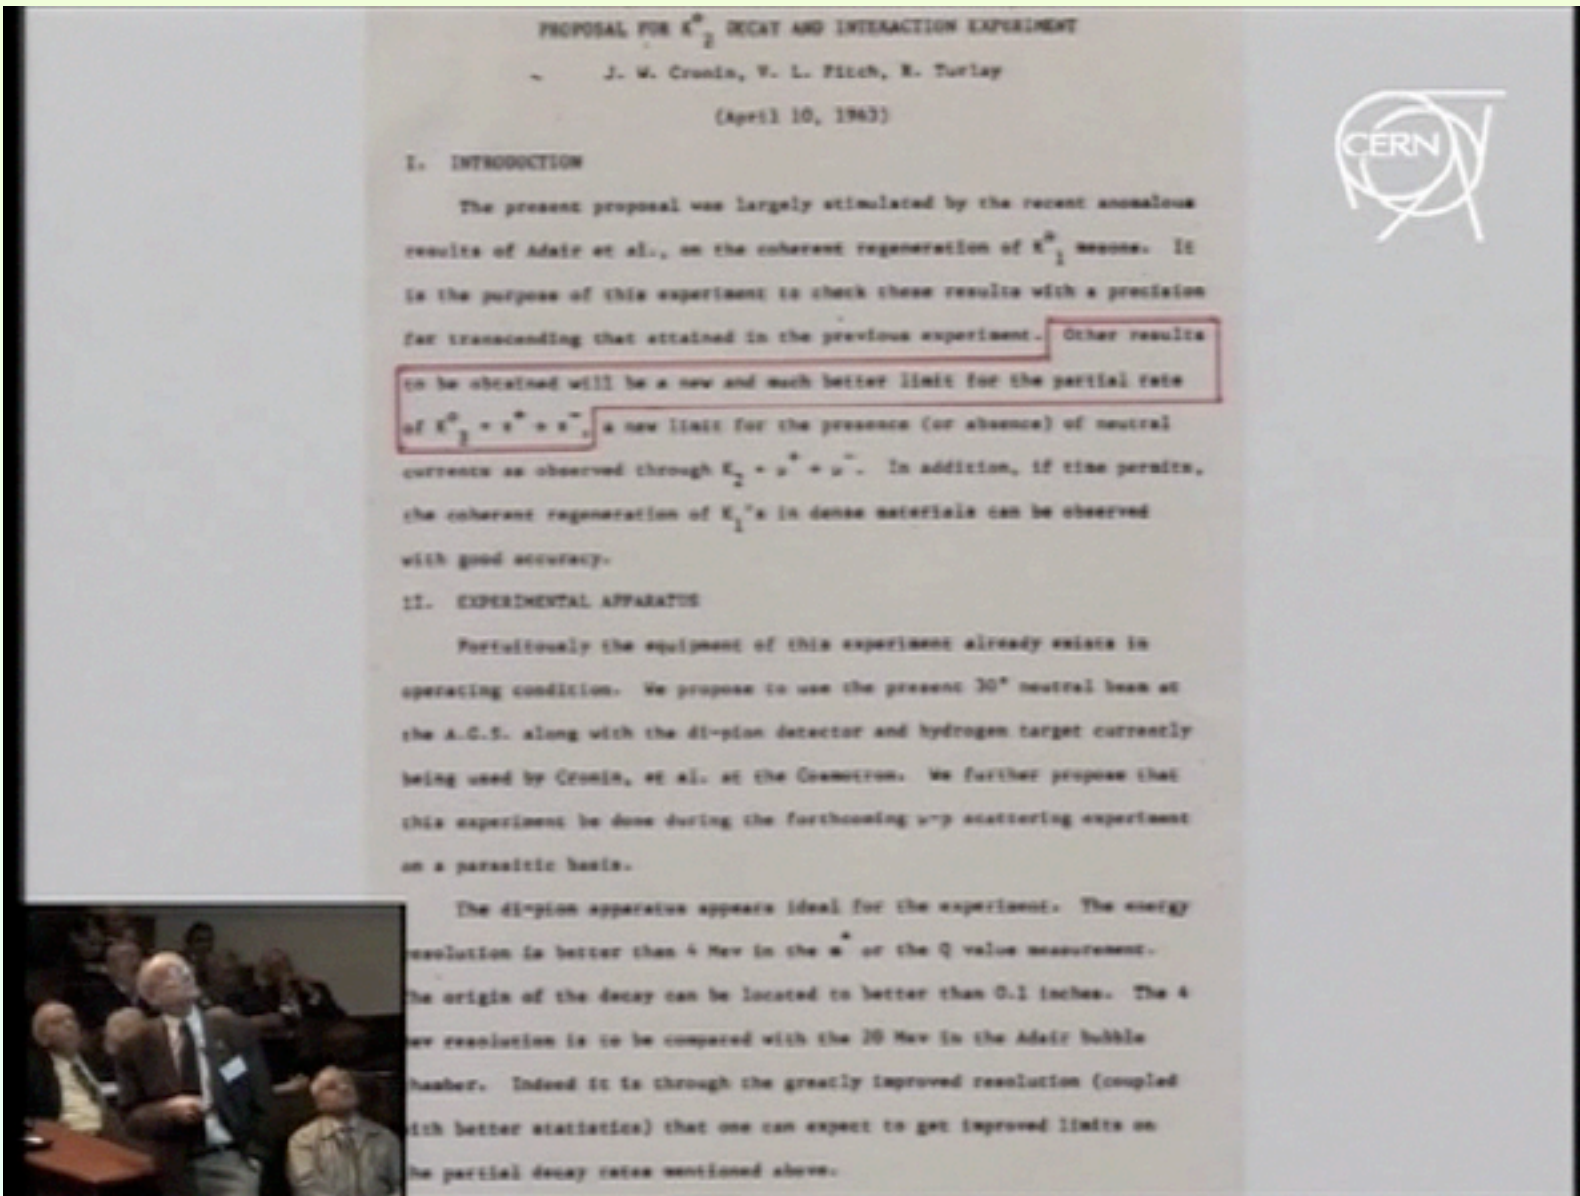 PROPOSAL FOR K°2 DECAY AND INTERACTION EXPERIMENT
J. W. Cronin, V. L. Fitch, R. Turlay
(April 10, 1963)
CERN
I. INTRODUCTION
The present proposal was largely stimulated by the recent anomalous
results of Adair et al., on the coherent regeneration of K°1 mesons. It
is the purpose of this experiment to check these results with a precision
far transcending that attained in the previous experiment. Other results
to be obtained will be a new and much better limit for the partial rate
of K°2 → π+ + π-, a new limit for the presence (or absence) of neutral
currents as observed through K2 → μ+ + μ-. In addition, if time permits,
the coherent regeneration of K1's in dense materials can be observed
with good accuracy.
II. EXPERIMENTAL APPARATUS
Fortuitously the equipment of this experiment already exists in
operating condition. We propose to use the present 30° neutral beam at
the A.G.S. along with the di-pion detector and hydrogen target currently
being used by Cronin, et al. at the Cosmotron. We further propose that
this experiment be done during the forthcoming μ-p scattering experiment
on a parasitic basis.
The di-pion apparatus appears ideal for the experiment. The energy
resolution is better than 4 Mev in the m* or the Q value measurement.
he origin of the decay can be located to better than 0.1 inches. The 4
mev resolution is to be compared with the 20 Mev in the Adair bubble
hamber. Indeed it is through the greatly improved resolution (coupled
ith better statistics) that one can expect to get improved limits on
he partial decay rates mentioned above.